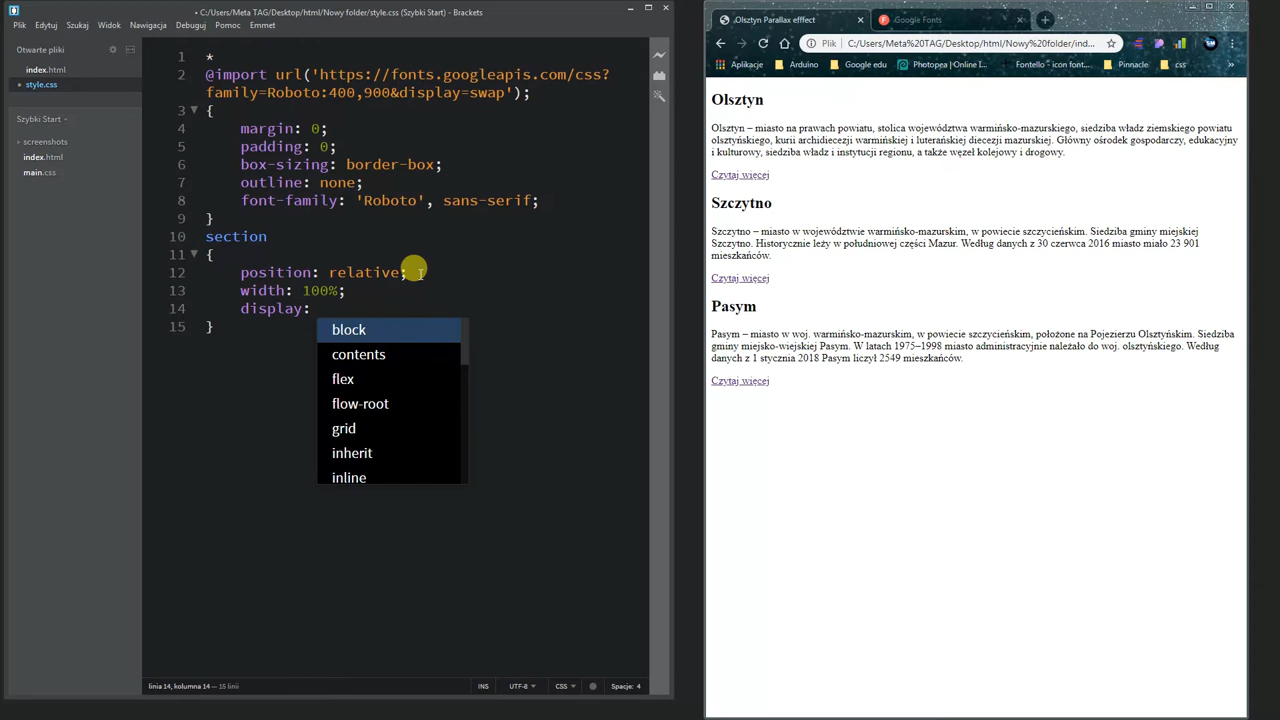 • C:/Users/Meta TAG/Desktop/html/Nowy folder/style.css (Szybki Start) - Brackets
Plik Edytuj Szukaj Widok Nawigacja Pomoc Emmet
Otwarte pliki
index.html
• style.css
Szybki Start
screenshots
index.html
main.css
1 *
2 @import url('https://fonts.googleapis.com/css?
family=Roboto:400,900&display=swap');
3 {
4 margin: 0;
5 padding: 0;
6 box-sizing: border-box;
7 outline: none;
8 font-family: 'Roboto', sans-serif;
9 }
10 section
11 {
12 position: relative;
13 width: 100%;
14 display:
15 }
block
contents
flex
flow-root
grid
inherit
inline
linia 14, kolumna 14 — 15 linii
INS UTF-8 CSS Spacje: 4
Olsztyn Parallax efffect
Google Fonts
Plik C:/Users/Meta%20TAG/Desktop/html/Nowy%20folder/ind...
Aplikacje Arduino Google edu Photopea | Online I... Fontello - icon font... Pinnacle css
Olsztyn
Olsztyn – miasto na prawach powiatu, stolica województwa warmińsko-mazurskiego, siedziba władz ziemskiego powiatu
olsztyńskiego, kurii archidiecezji warmińskiej i luterańskiej diecezji mazurskiej. Główny ośrodek gospodarczy, edukacyjny
i kulturowy, siedziba władz i instytucji regionu, a także węzeł kolejowy i drogowy.
Czytaj więcej
Szczytno
Szczytno – miasto w województwie warmińsko-mazurskim, w powiecie szczycieńskim. Siedziba gminy miejskiej
Szczytno. Historycznie leży w południowej części Mazur. Według danych z 30 czerwca 2016 miasto miało 23 901
mieszkańców.
Czytaj więcej
Pasym
Pasym – miasto w woj. warmińsko-mazurskim, w powiecie szczycieńskim, położone na Pojezierzu Olsztyńskim. Siedziba
gminy miejsko-wiejskiej Pasym. W latach 1975–1998 miasto administracyjnie należało do woj. olsztyńskiego. Według
danych z 1 stycznia 2018 Pasym liczył 2549 mieszkańców.
Czytaj więcej